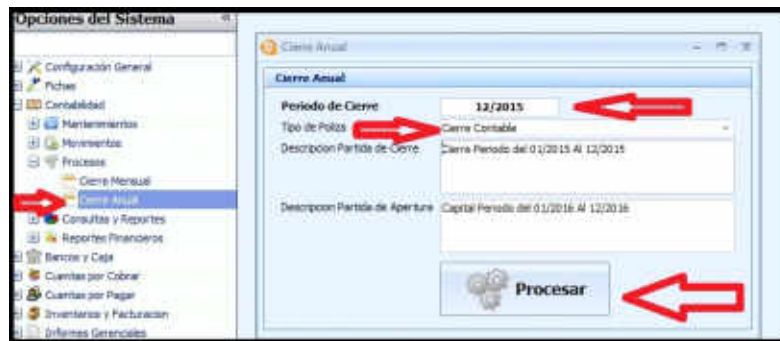 Opciones del Sistema
Configuración General
Fichas
Contabilidad
Mantenimientos
Movimientos
Procesos
Cierre Mensual
Cierre Anual
Consultas y Reportes
Reportes Financieros
Bancos y Caja
Cuentas por Cobrar
Cuentas por Pagar
Inventarios y Facturacion
Informes Gerenciales
Cierre Anual
Cierre Anual
Periodo de Cierre 12/2015
Tipo de Poliza Cierre Contable
Descripcion Partida de Cierre Cierre Periodo del 01/2015 Al 12/2015
Descripcion Partida de Apertura Capital Periodo del 01/2016 Al 12/2016
Procesar